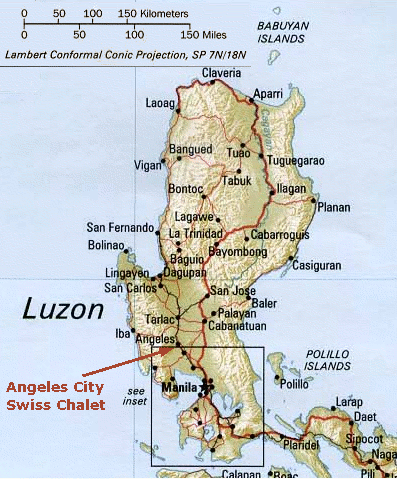 0 50 100 150 Kilometers
0 50 100 150 Miles
Lambert Conformal Conic Projection, SP 7N/18N
BABUYAN
ISLANDS
Claveria
Laoag
Aparri
Bangued
Tuao
Vigan
Tuguegarao
Tabuk
Bontoc
Ilagan
Planan
Lagawe
San Fernando
La Trinidad
Cabarroguis
Bolinao
Baguio
Bayombong
Casiguran
Lingayen
Dagupan
San Carlos
San Jose
Luzon
Baler
Tarlac
Palayan
Iba
Cabanatuan
Angeles
POLILLO
ISLANDS
Angeles City
Swiss Chalet
see
inset
Manila
Polillo
Larap
Daet
Plaridel
Sipocot
Naga
Calapan
Boac
Pili